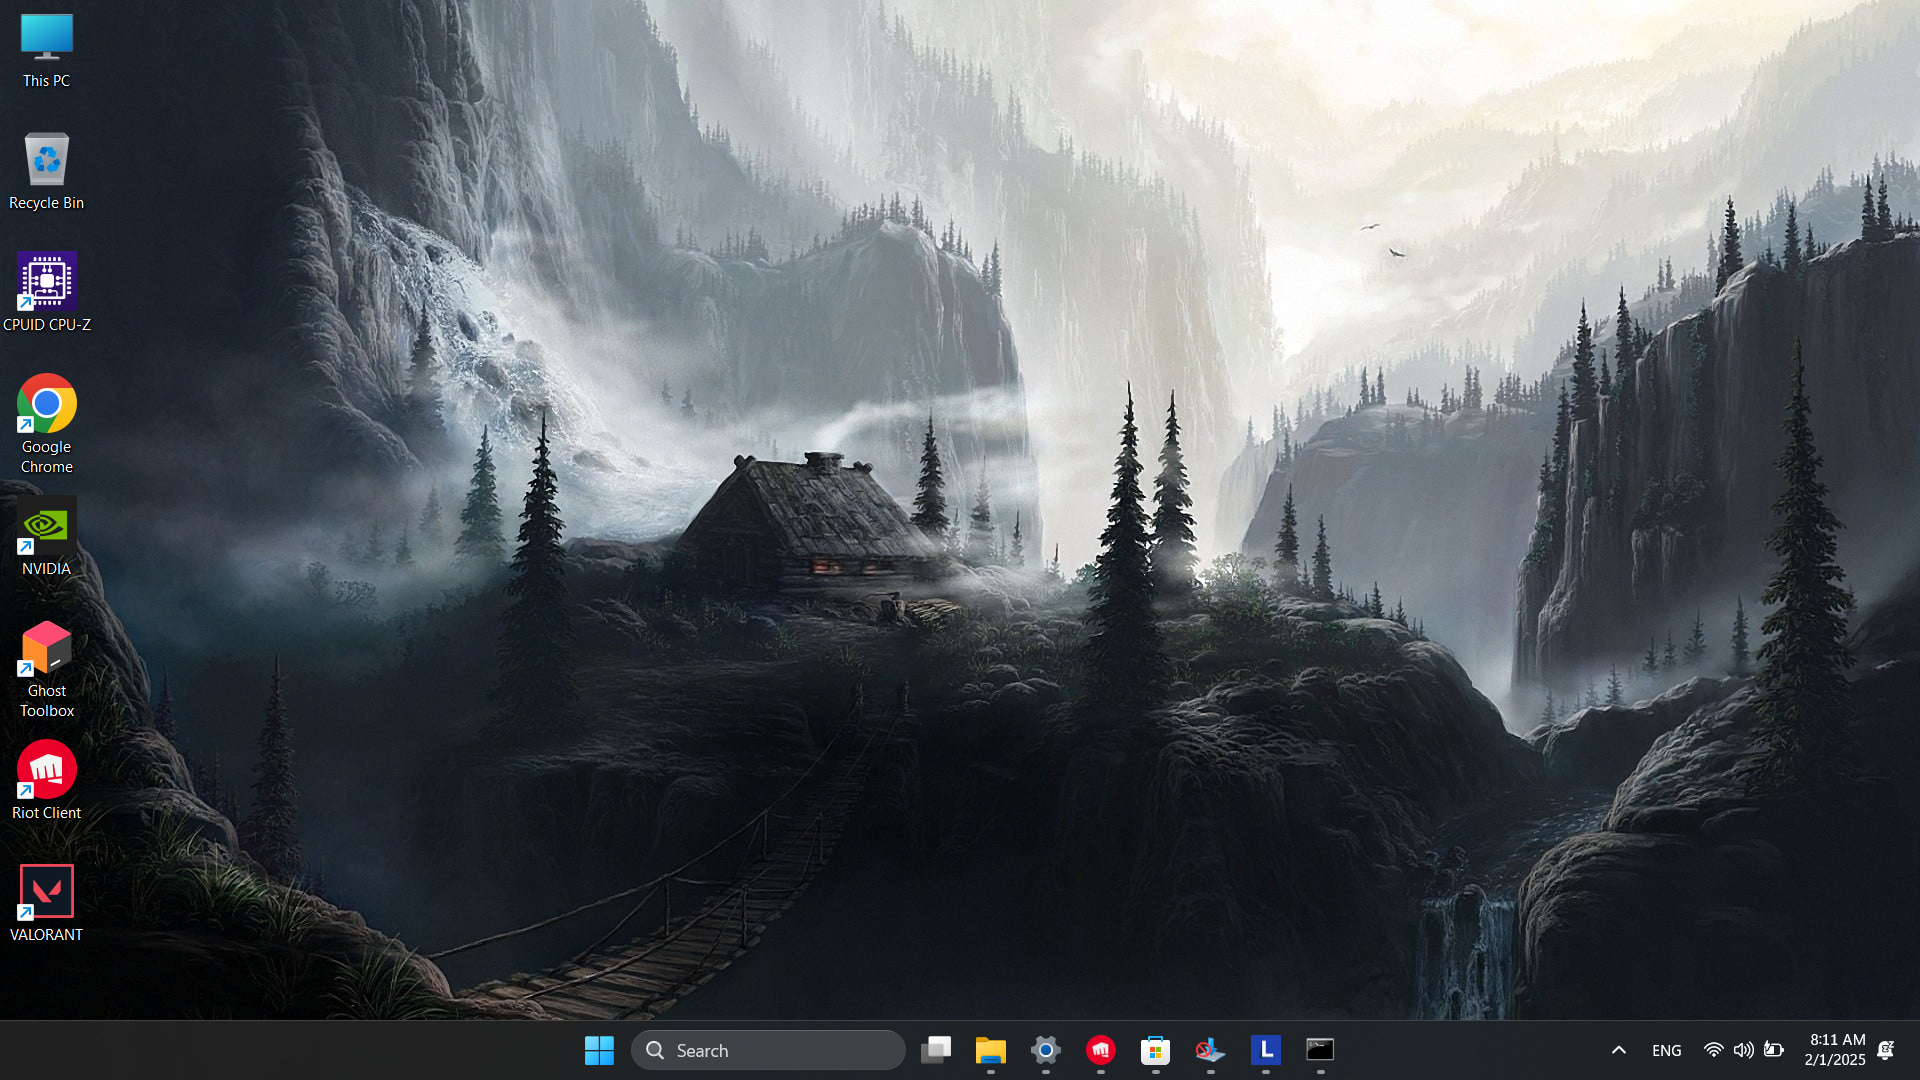 This PC
Recycle Bin
CPUID CPU-Z
Google
Chrome
NVIDIA
Ghost
Toolbox
Riot Client
VALORANT
Search
L
ENG
8:11 AM
2/1/2025